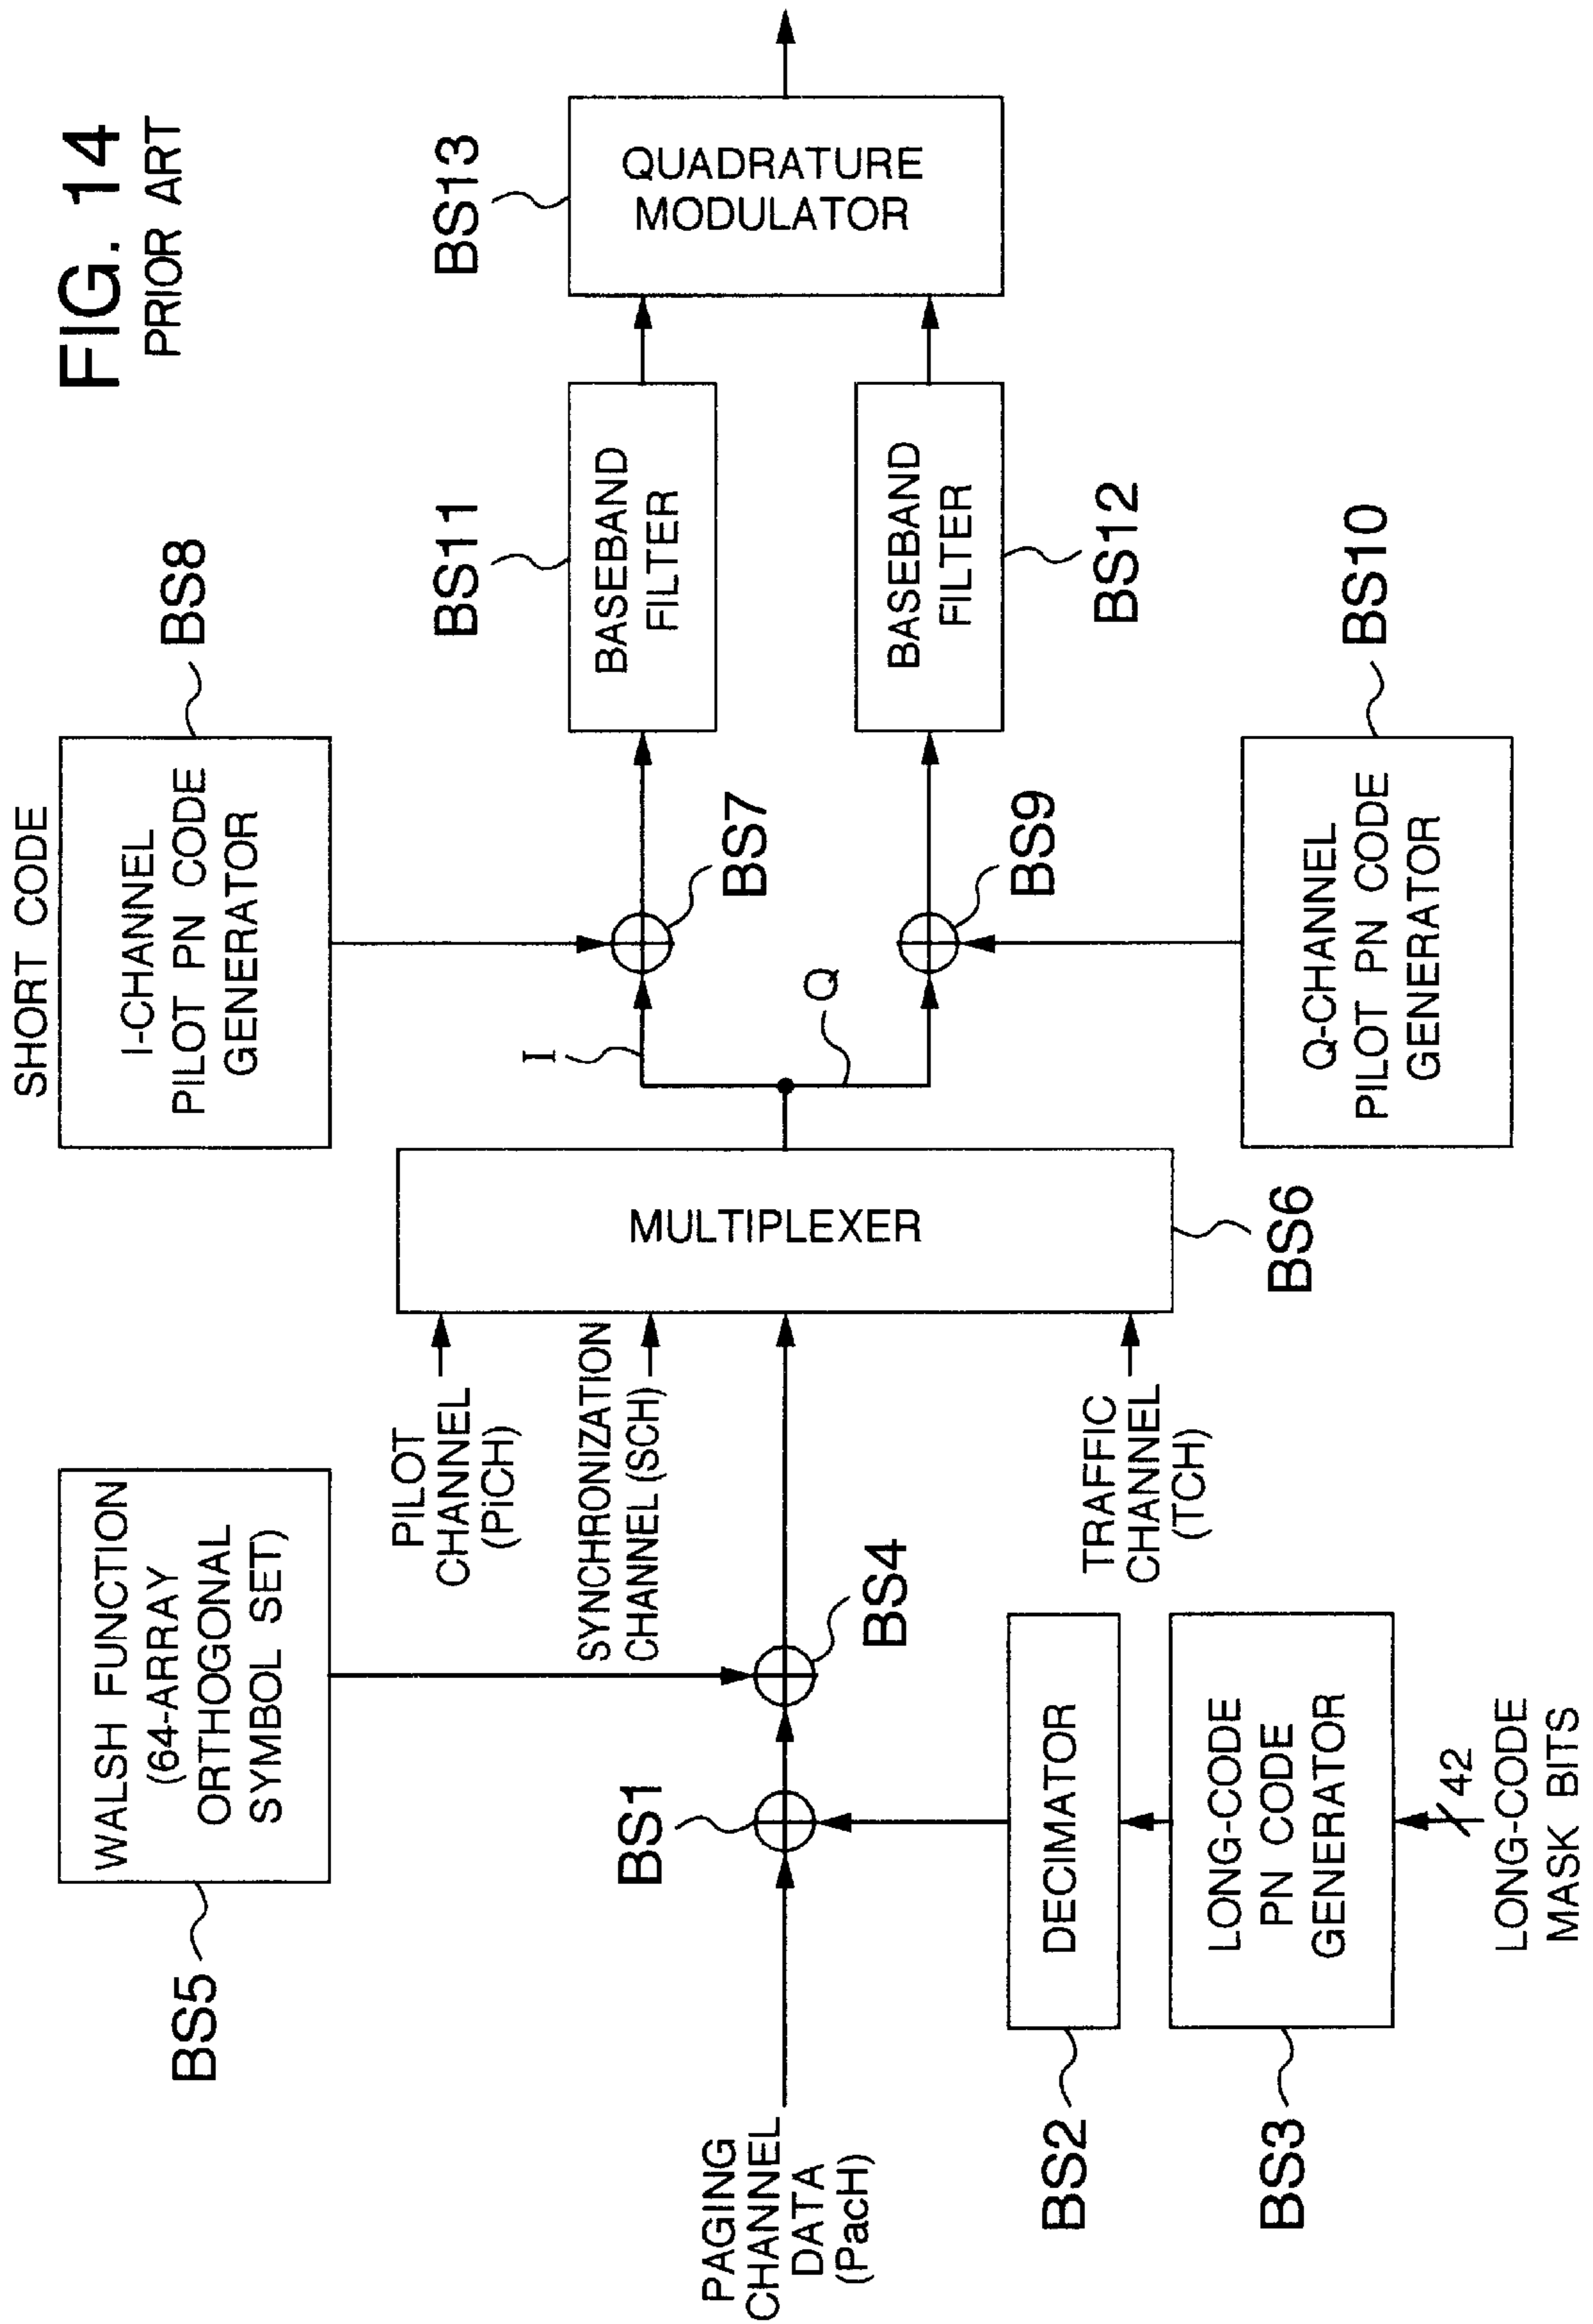 FIG. 14
PRIOR ART
SHORT CODE
I-CHANNEL
PILOT PN CODE
GENERATOR
BS8
WALSH FUNCTION
(64-ARRAY
ORTHOGONAL
SYMBOL SET)
BS5
PILOT
CHANNEL
(PiCH)
SYNCHRONIZATION
CHANNEL (SCH)
MULTIPLEXER
BS6
I
Q
BS7
BS9
BASEBAND
FILTER
BS11
BASEBAND
FILTER
BS12
QUADRATURE
MODULATOR
BS13
PAGING
CHANNEL
DATA
(PacH)
BS1
BS4
TRAFFIC
CHANNEL
(TCH)
DECIMATOR
BS2
LONG-CODE
PN CODE
GENERATOR
BS3
42
LONG-CODE
MASK BITS
Q-CHANNEL
PILOT PN CODE
GENERATOR
BS10